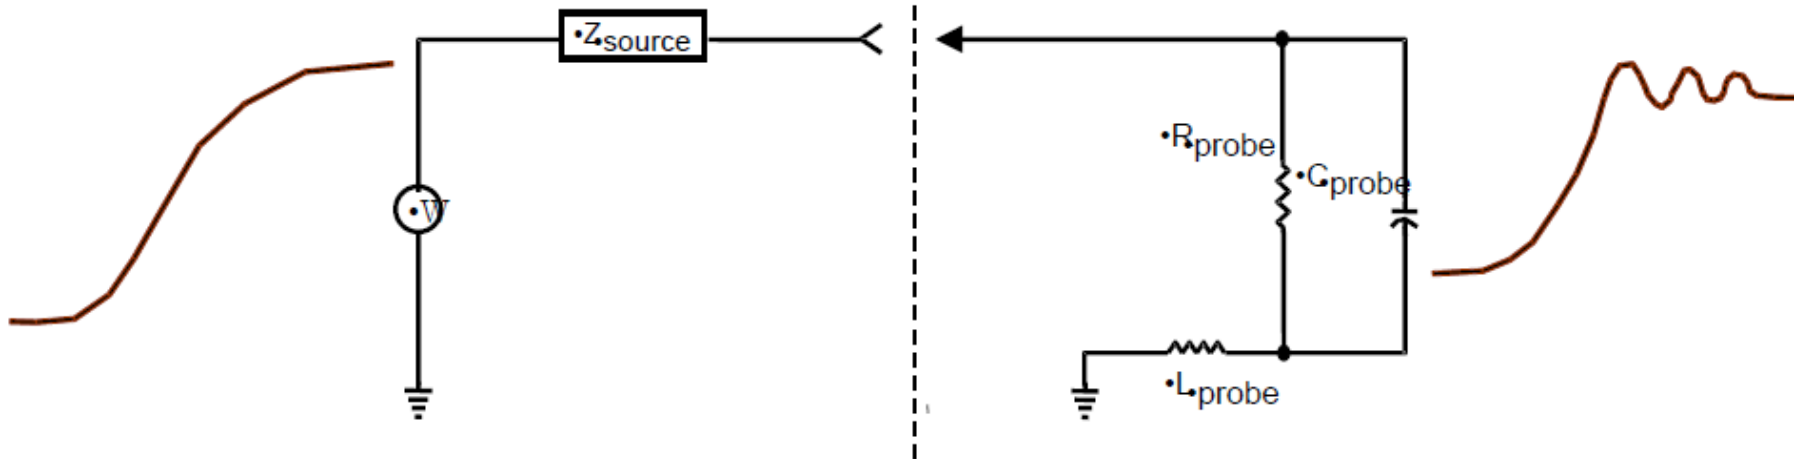 •Zsource
•Rprobe
•Cprobe
•W
•Lprobe